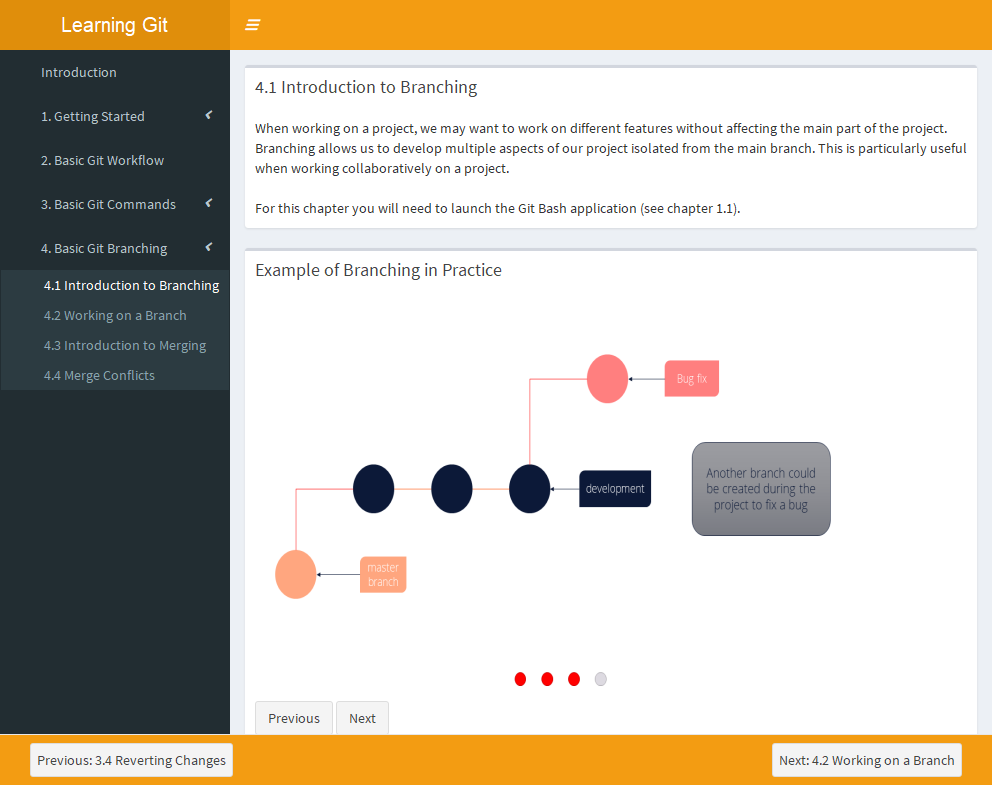 Learning Git
Introduction
1. Getting Started
2. Basic Git Workflow
3. Basic Git Commands
4. Basic Git Branching
4.1 Introduction to Branching
4.2 Working on a Branch
4.3 Introduction to Merging
4.4 Merge Conflicts
4.1 Introduction to Branching
When working on a project, we may want to work on different features without affecting the main part of the project.
Branching allows us to develop multiple aspects of our project isolated from the main branch. This is particularly useful
when working collaboratively on a project.
For this chapter you will need to launch the Git Bash application (see chapter 1.1).
Example of Branching in Practice
Bug fix
development
Another branch could
be created during the
project to fix a bug
master
branch
Previous
Next
Previous: 3.4 Reverting Changes
Next: 4.2 Working on a Branch